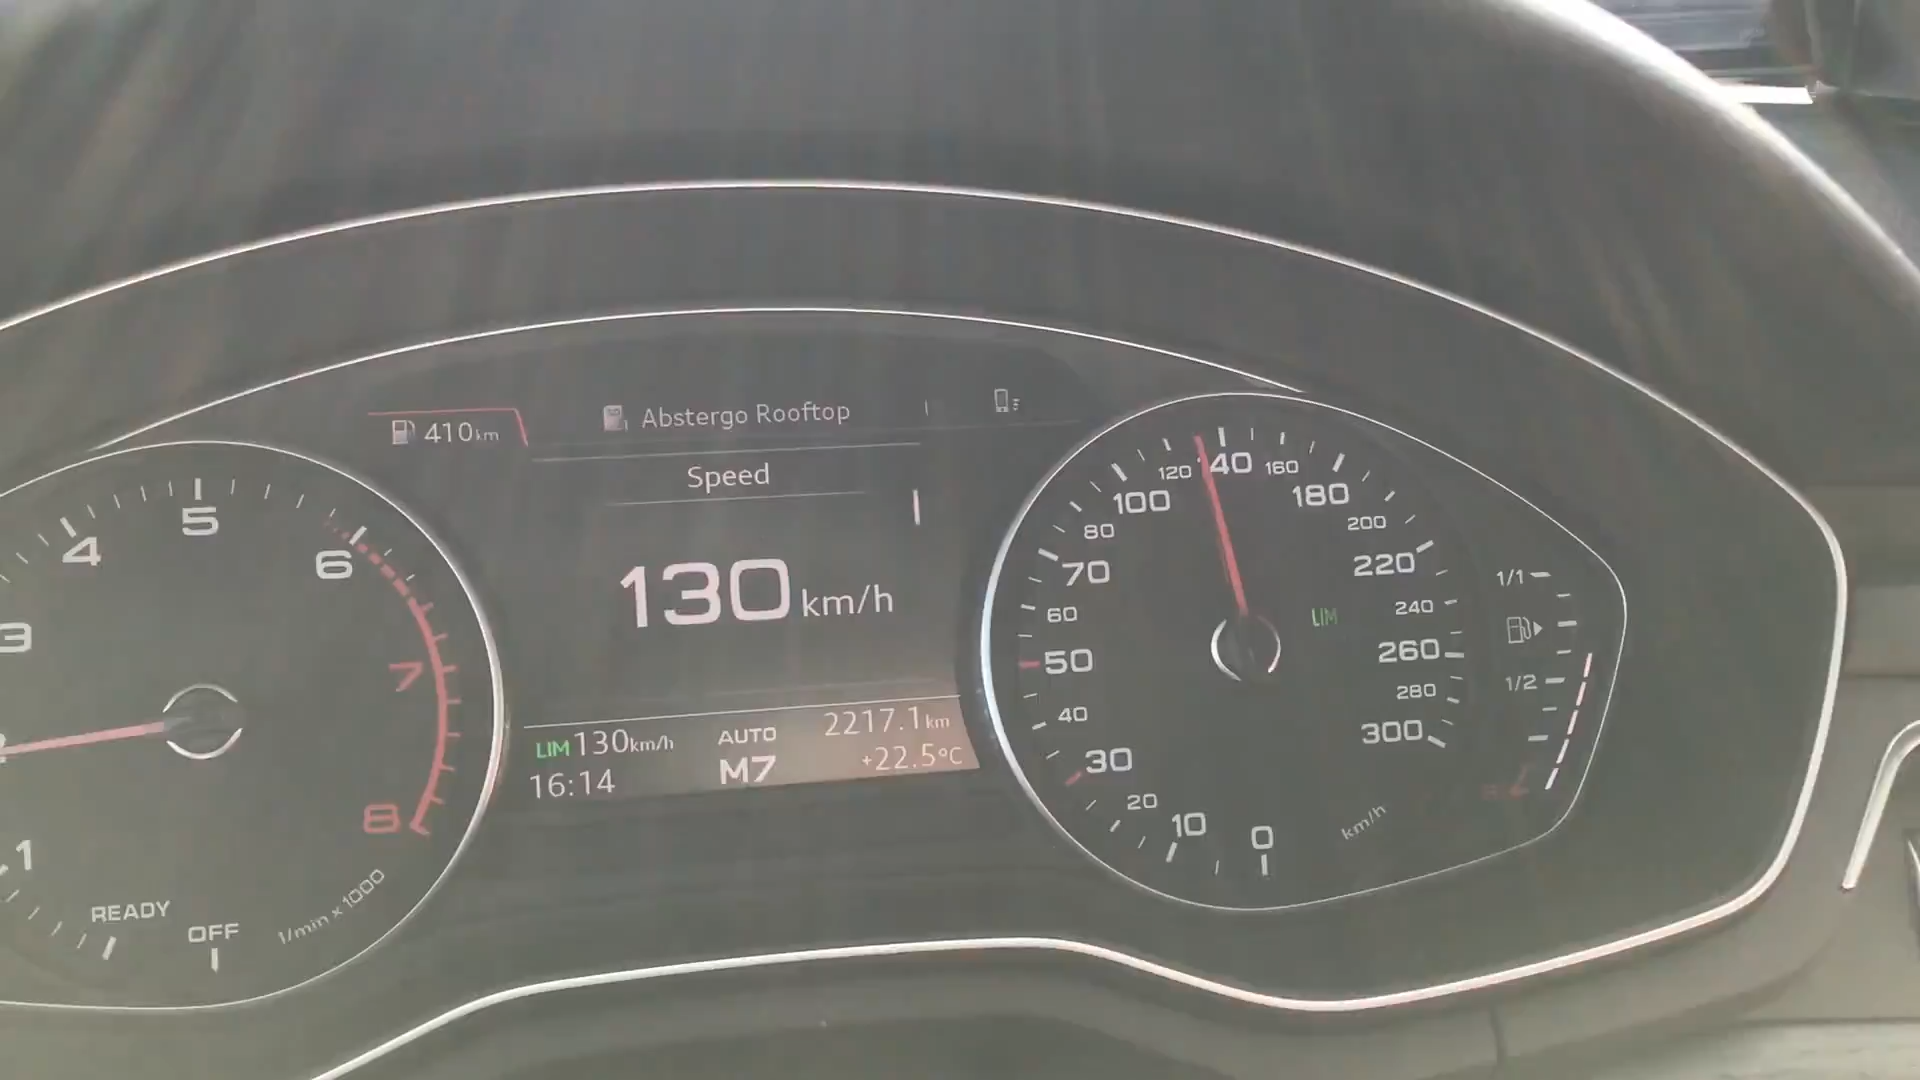 410km
Abstergo Rooftop
Speed
130 km/h
LIM 130km/h
AUTO
2217.1km
16:14
M7
+22.5°C
1
3
4
5
6
7
8
READY
OFF
1/min x 1000
0
10
20
30
40
50
60
70
80
100
120
140
160
180
200
220
240
260
280
300
LIM
km/h
1/1
1/2